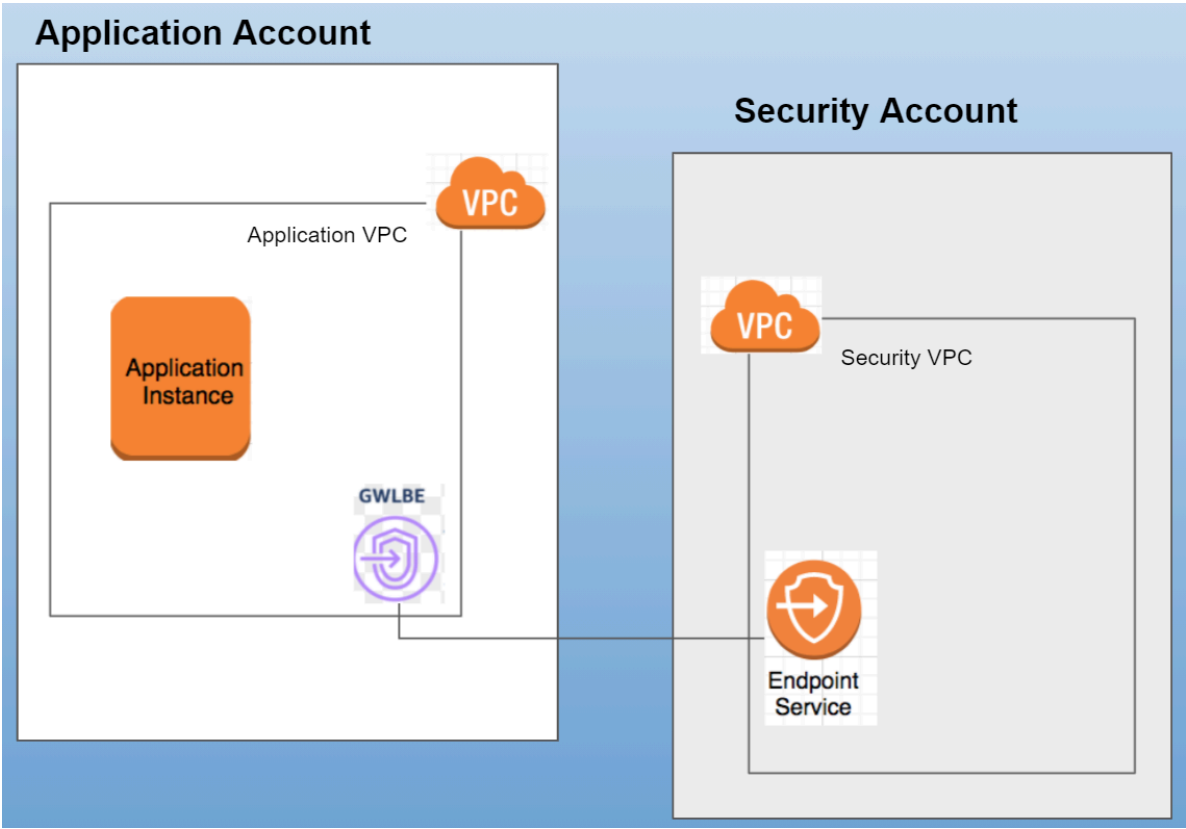 Application Account
Security Account
VPC
Application VPC
Application
Instance
GWLBE
VPC
Security VPC
Endpoint
Service